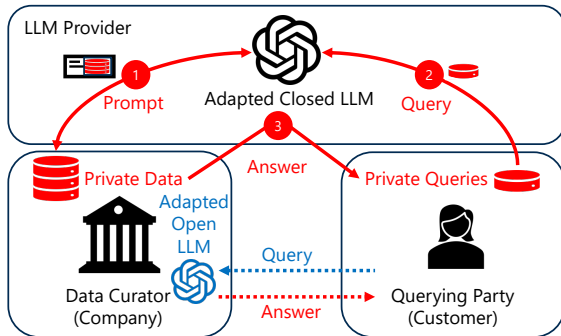 LLM Provider
1
2
Prompt
Adapted Closed LLM
Query
3
Private Data
Answer
Private Queries
Adapted
Open
LLM
Query
Data Curator
(Company)
Answer
Querying Party
(Customer)